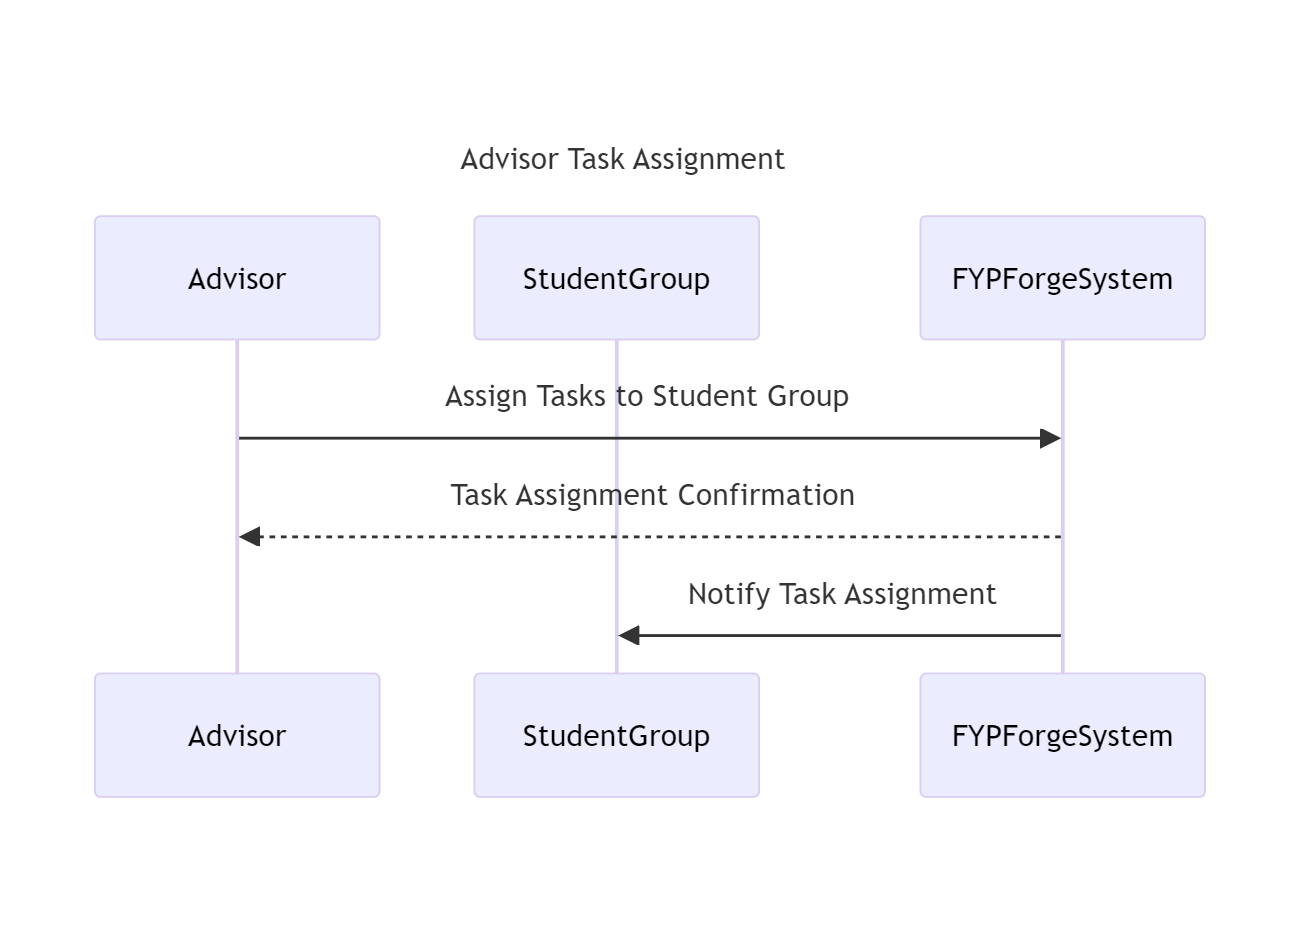 Advisor Task Assignment
Advisor
StudentGroup
FYPForgeSystem
Assign Tasks to Student Group
Task Assignment Confirmation
Notify Task Assignment
Advisor
StudentGroup
FYPForgeSystem